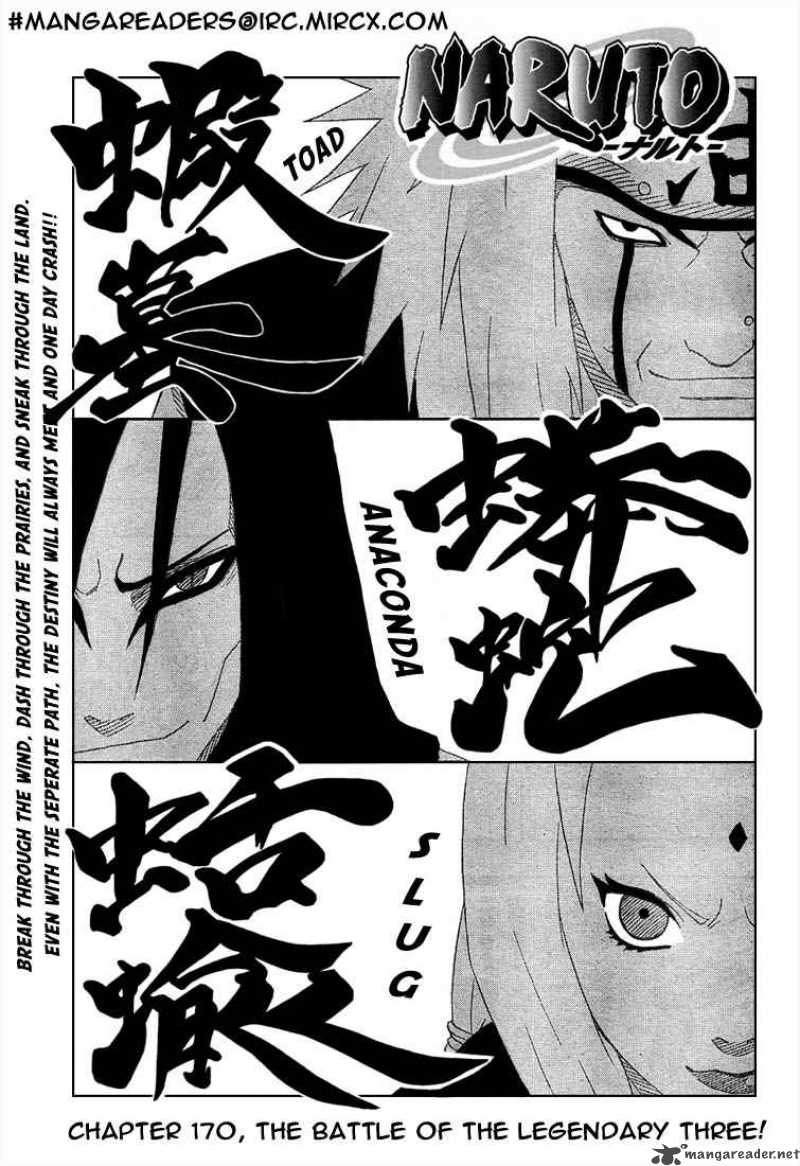 #MANGAREADERS@IRC.MIRCX.COM
NARUTO
-ナルト-
蝦
蟇
TOAD
BREAK THROUGH THE WIND, DASH THROUGH THE PRAIRIES, AND SNEAK THROUGH THE LAND.
EVEN WITH THE SEPERATE PATH, THE DESTINY WILL ALWAYS MEET AND ONE DAY CRASH!!
ANACONDA
蟒
蛇
蛞
蝓
SLUG
CHAPTER 170, THE BATTLE OF THE LEGENDARY THREE!
mangareader.net